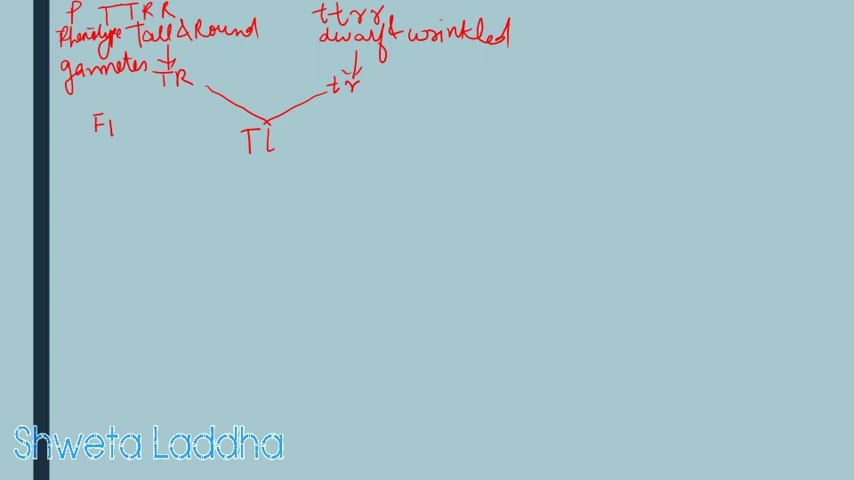 P TTRR ttrr
Phenotype Tall & Round dwarf & wrinkled
gametes TR tr
F1
Tt
Shweta Laddha